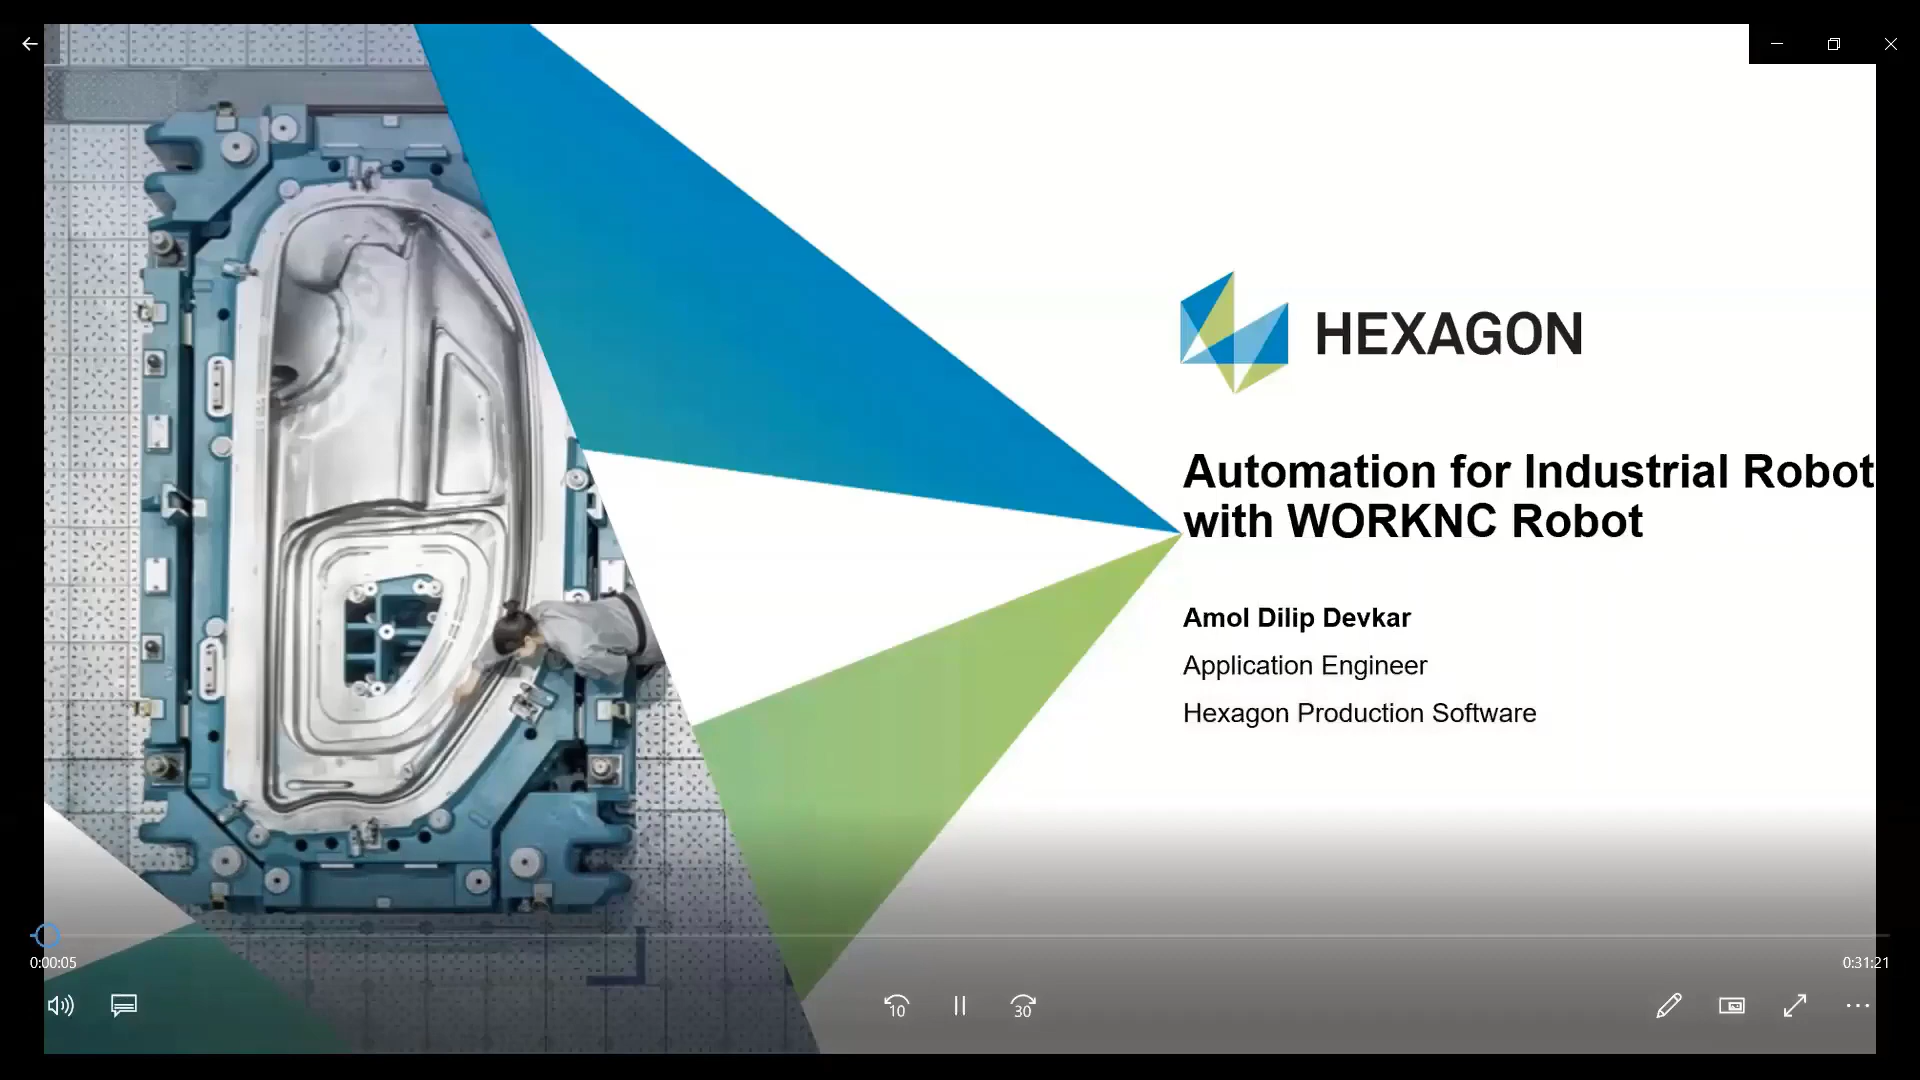 HEXAGON
Automation for Industrial Robot
with WORKNC Robot
Amol Dilip Devkar
Application Engineer
Hexagon Production Software
0:00:05
0:31:21
10
30